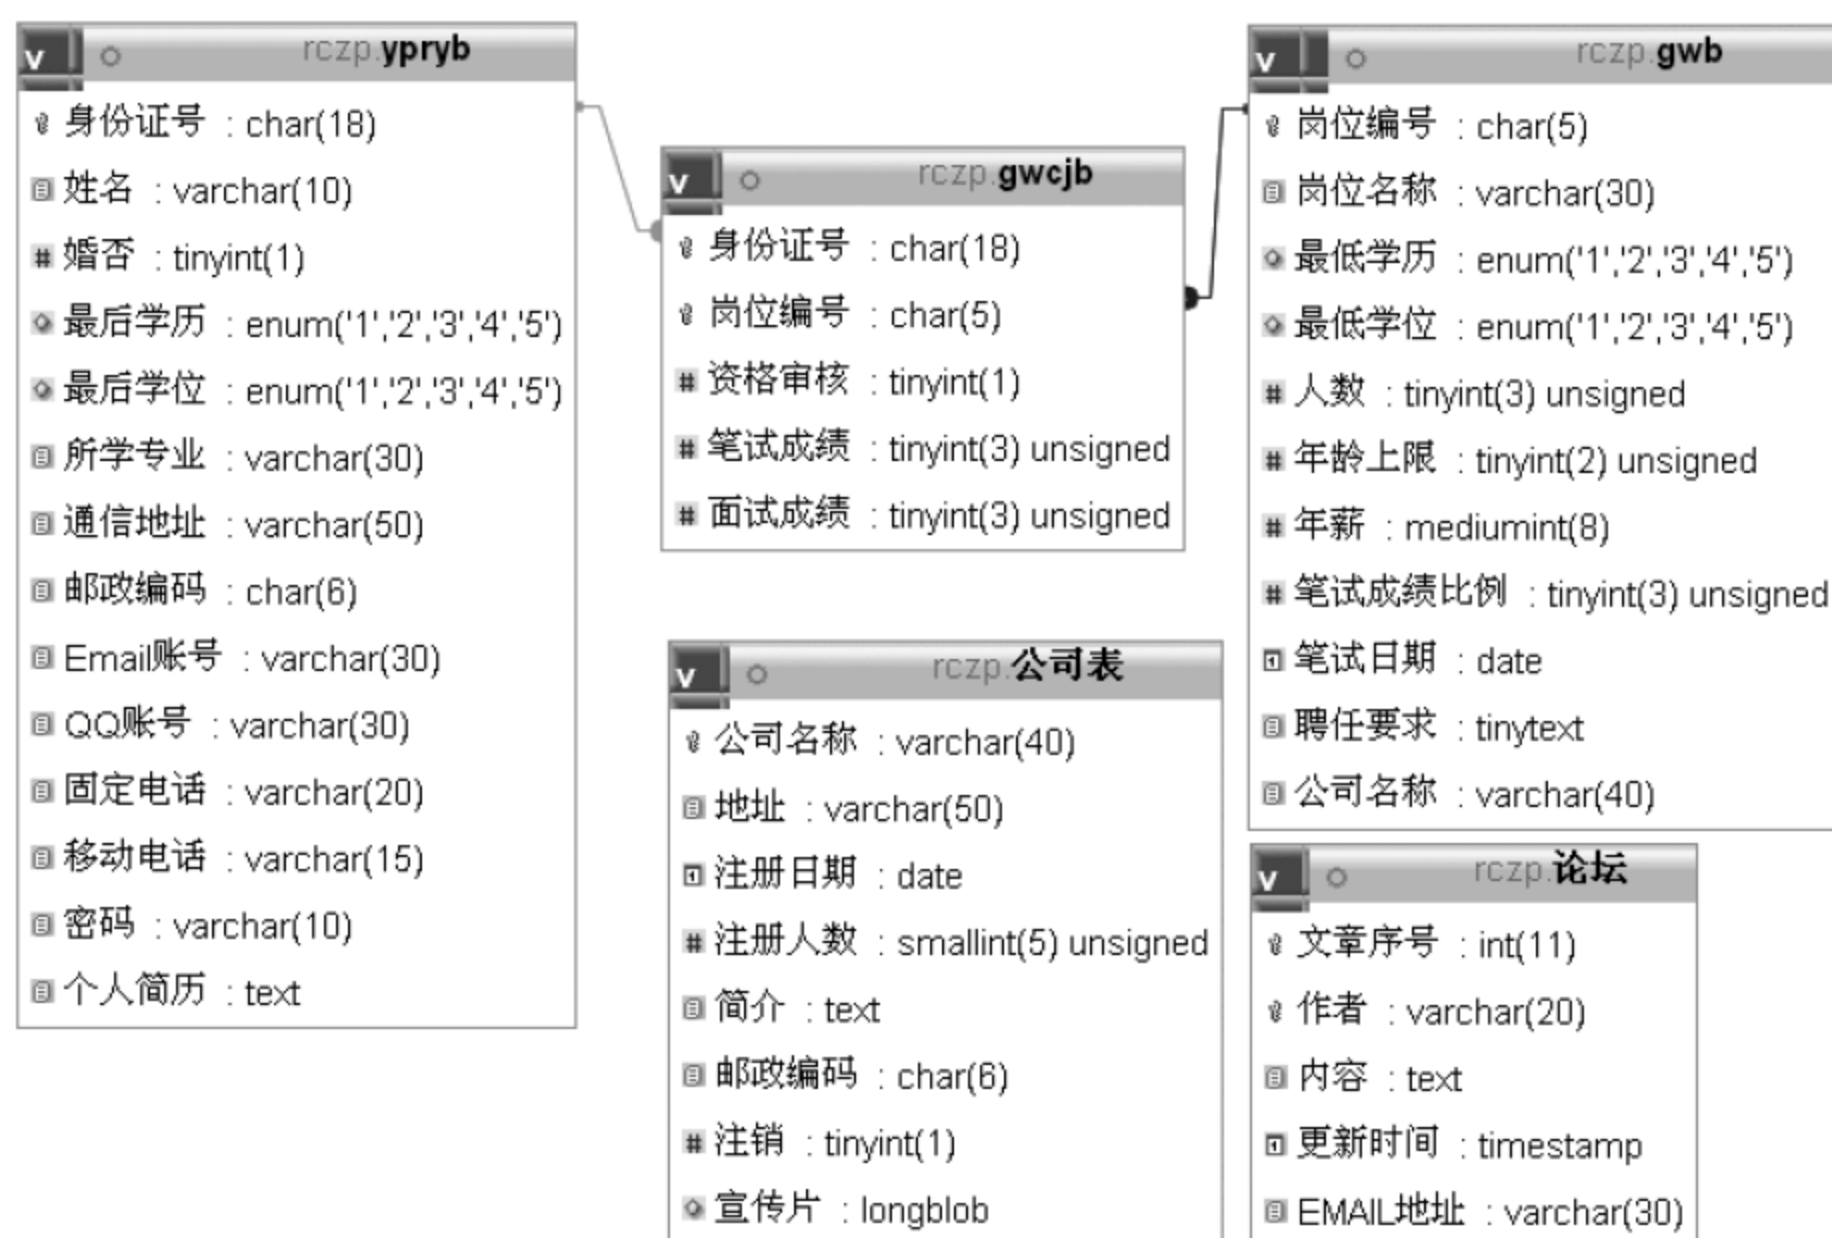 rczp.ypryb
身份证号 : char(18)
姓名 : varchar(10)
婚否 : tinyint(1)
最后学历 : enum('1','2','3','4','5')
最后学位 : enum('1','2','3','4','5')
所学专业 : varchar(30)
通信地址 : varchar(50)
邮政编码 : char(6)
Email账号 : varchar(30)
QQ账号 : varchar(30)
固定电话 : varchar(20)
移动电话 : varchar(15)
密码 : varchar(10)
个人简历 : text
rczp.gwcjb
身份证号 : char(18)
岗位编号 : char(5)
资格审核 : tinyint(1)
笔试成绩 : tinyint(3) unsigned
面试成绩 : tinyint(3) unsigned
rczp.公司表
公司名称 : varchar(40)
地址 : varchar(50)
注册日期 : date
注册人数 : smallint(5) unsigned
简介 : text
邮政编码 : char(6)
注销 : tinyint(1)
宣传片 : longblob
rczp.gwb
岗位编号 : char(5)
岗位名称 : varchar(30)
最低学历 : enum('1','2','3','4','5')
最低学位 : enum('1','2','3','4','5')
人数 : tinyint(3) unsigned
年龄上限 : tinyint(2) unsigned
年薪 : mediumint(8)
笔试成绩比例 : tinyint(3) unsigned
笔试日期 : date
聘任要求 : tinytext
公司名称 : varchar(40)
rczp.论坛
文章序号 : int(11)
作者 : varchar(20)
内容 : text
更新时间 : timestamp
EMAIL地址 : varchar(30)